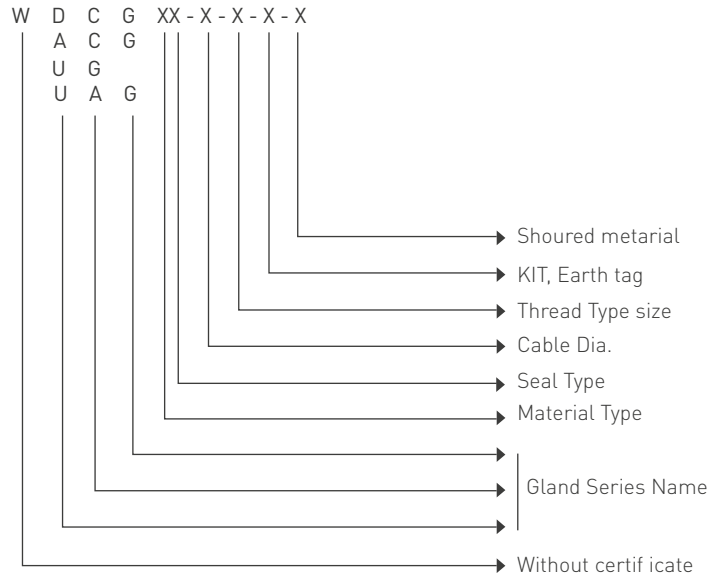 W D C G XX - X - X - X - X
A C G
U G
U A G
Shoured metarial
KIT, Earth tag
Thread Type size
Cable Dia.
Seal Type
Material Type
Gland Series Name
Without certif icate